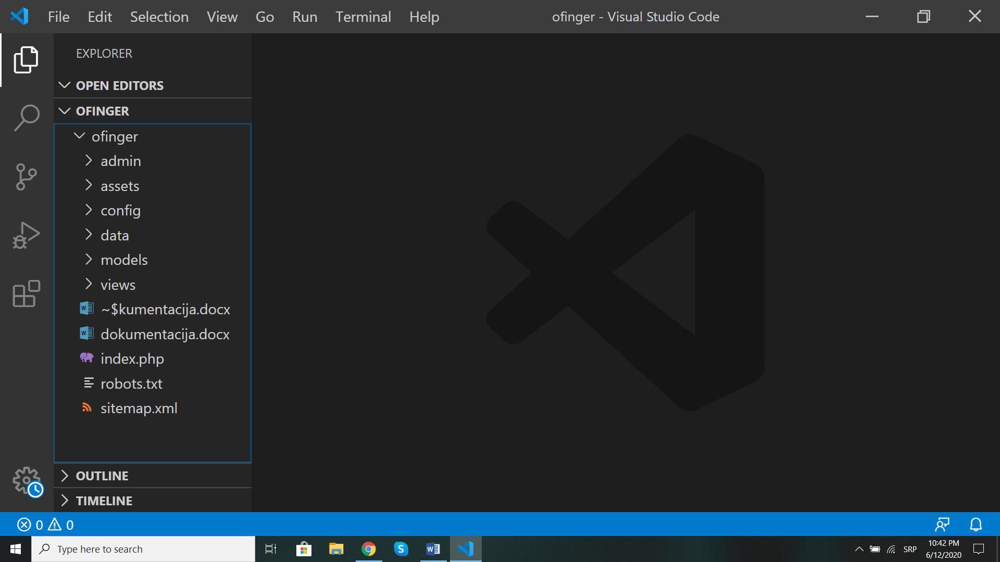 File Edit Selection View Go Run Terminal Help
ofinger - Visual Studio Code
EXPLORER
OPEN EDITORS
OFINGER
ofinger
admin
assets
config
data
models
views
~$kumentacija.docx
dokumentacija.docx
index.php
robots.txt
sitemap.xml
OUTLINE
TIMELINE
0 0
Type here to search
SRP
10:42 PM
6/12/2020